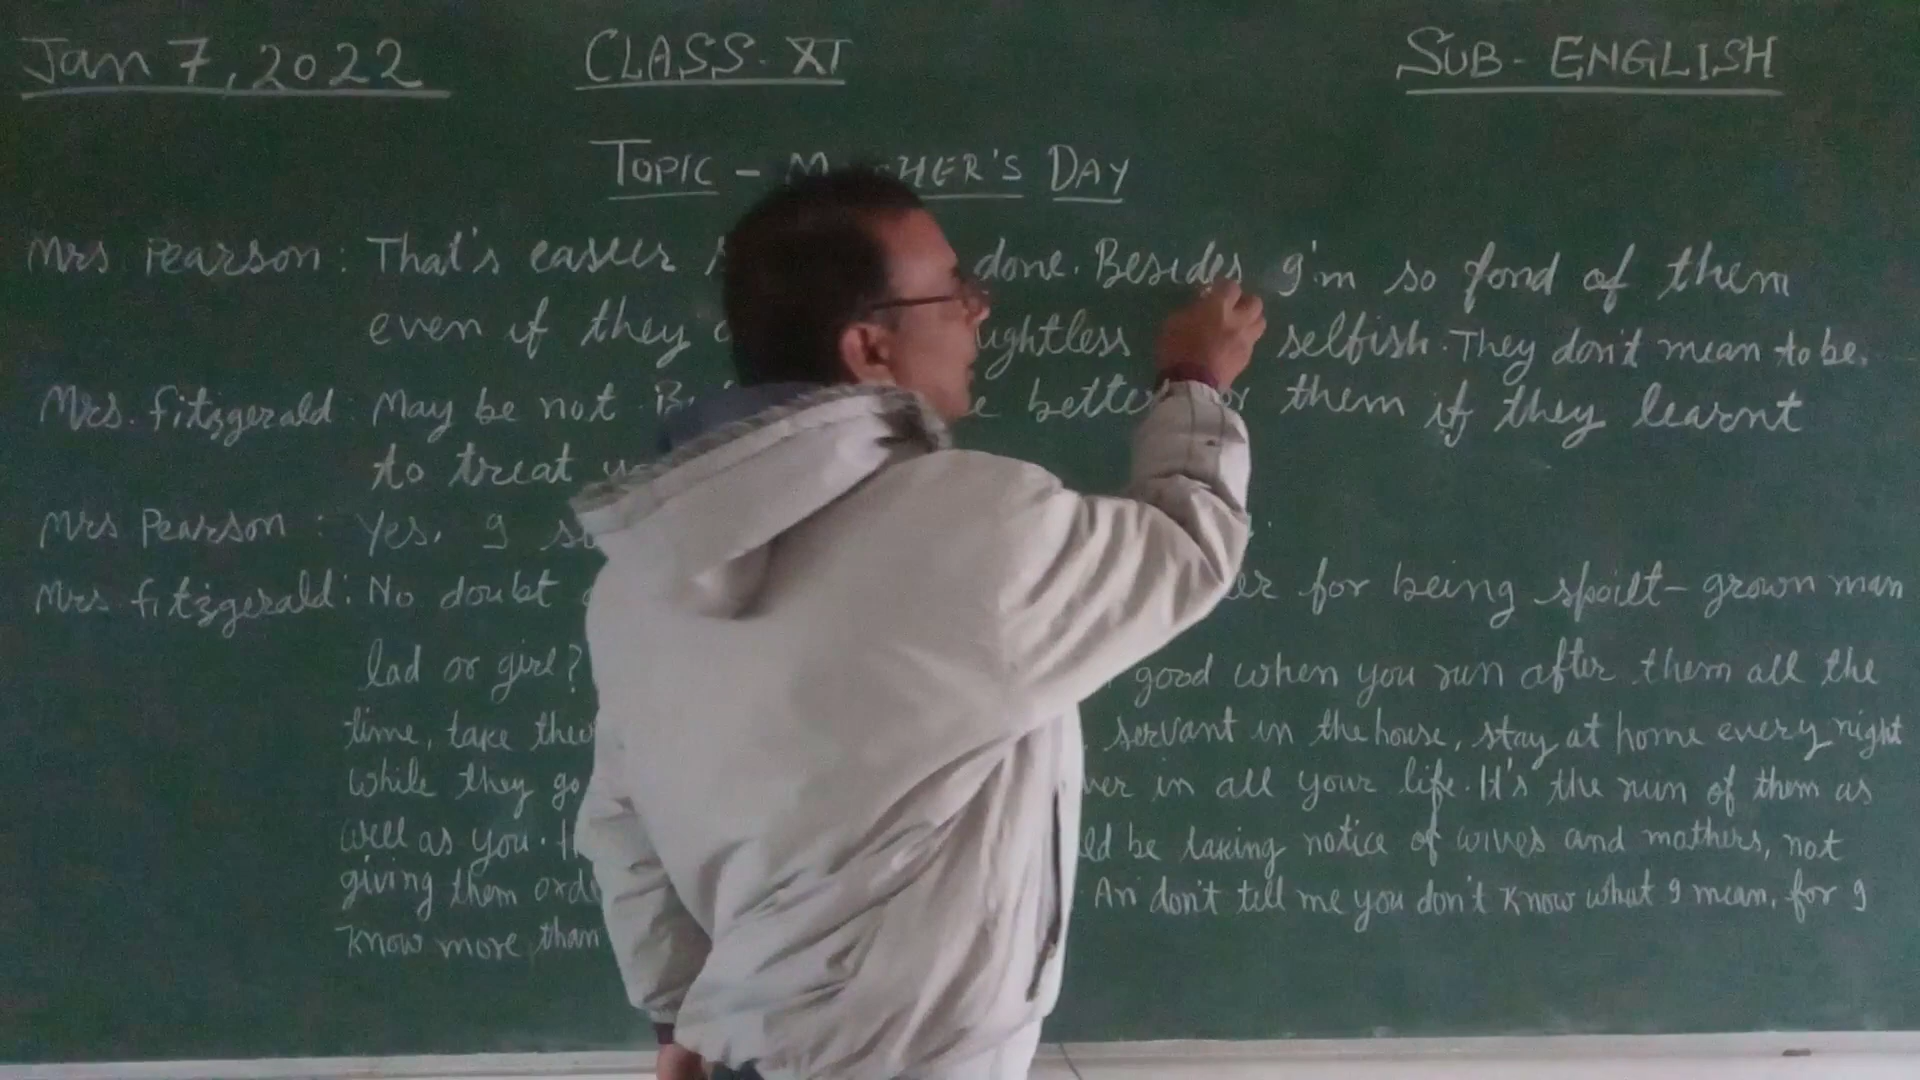 Jan 7, 2022 CLASS-XI SUB-ENGLISH
TOPIC - DAY
Mrs Pearson: That's easier done. Besides I'm so fond of them
even if they selfish. They don't mean to be.
Mrs. fitzgerald. May be not. better for them if they learnt
to treat
Mrs Pearson: Yes. I
Mrs fitzgerald: No doubt for being spoilt- grown man
lad or girl? good when you run after them all the
time, take servant in the house, stay at home every night
while they go in all your life. It's the ruin of them as
well as you. be taking notice of wives and mothers, not
giving them An don't tell me you don't know what I mean, for I
know more than